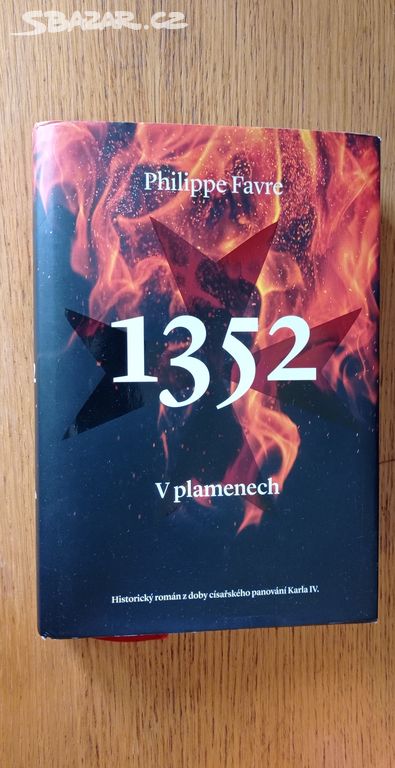 SBAZAR.CZ
Philippe Favre
1352
V plamenech
Historický román z doby císařského panování Karla IV.